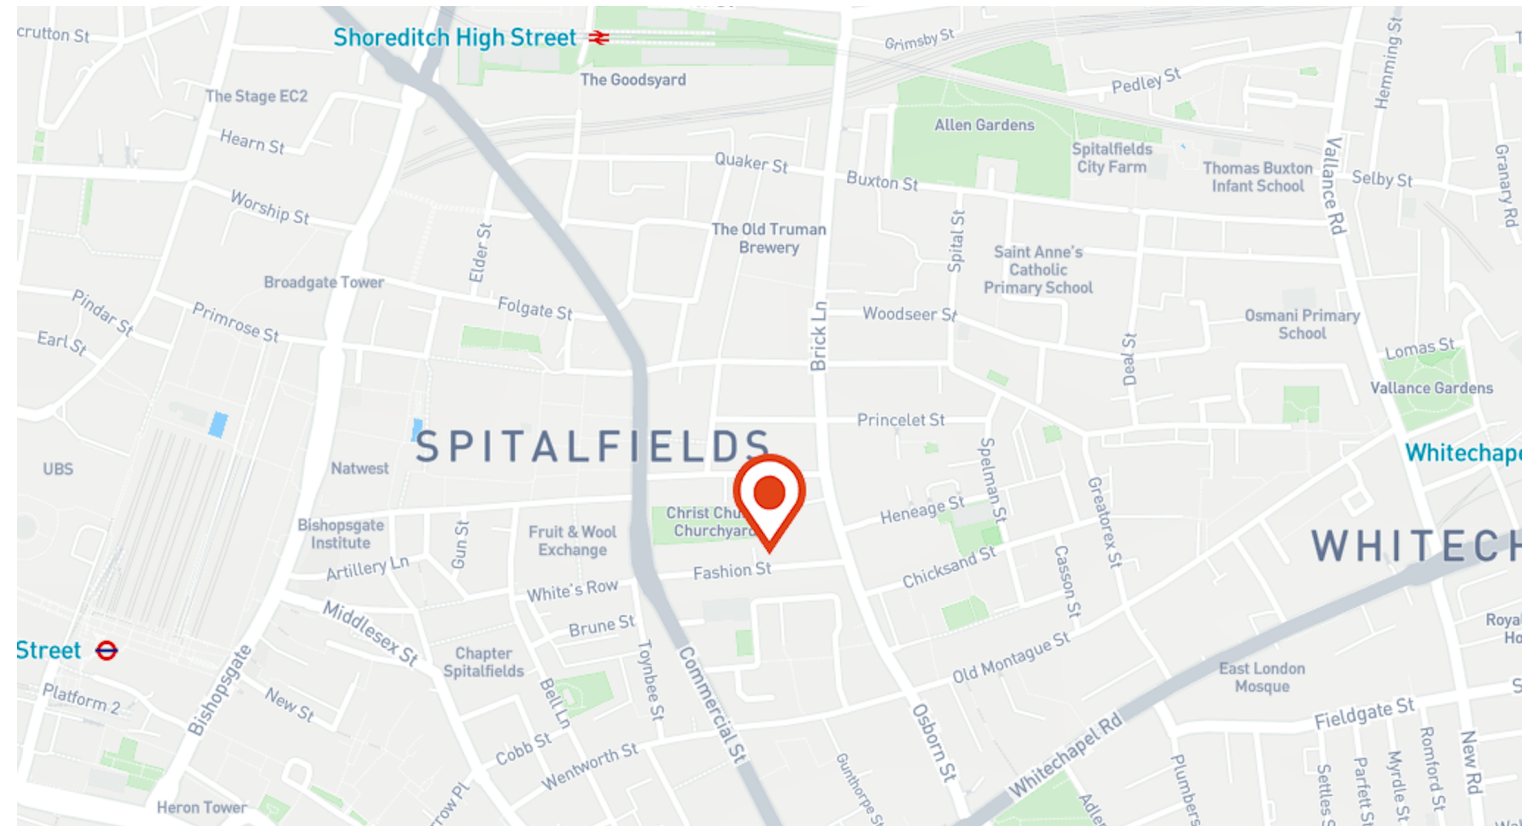 crutton St
Shoreditch High Street
Grimsby St
Hemming St
The Goodsyard
Pedley St
The Stage EC2
Allen Gardens
Hearn St
Quaker St
Spitalfields
City Farm
Vallance Rd
Thomas Buxton
Infant School
Selby St
Granary Rd
Buxton St
Worship St
Elder St
The Old Truman
Brewery
Spital St
Saint Anne's
Catholic
Primary School
Broadgate Tower
Pindar St
Primrose St
Folgate St
Woodseer St
Osmani Primary
School
Earl St
Brick Ln
Deal St
Lomas St
Vallance Gardens
Princelet St
SPITALFIELDS
Whitechape
UBS
Natwest
Spelman St
Greatorex St
Christ Chu
Churchyard
Heneage St
Bishopsgate
Institute
Gun St
Fruit & Wool
Exchange
WHITECH
Artillery Ln
Fashion St
Chicksand St
Casson St
White's Row
Middlesex St
Brune St
Street
Toynbee St
Commercial St
Old Montague St
Royal
Ho
Chapter
Spitalfields
East London
Mosque
Platform 2
New St
Bishopsgate
Bell Ln
Osborn St
Fieldgate St
Cobb St
Wentworth St
Whitechapel Rd
Gunthorpe St
Plumbers
Settles S
Parfett St
Myrdle St
Romford St
New Rd
Heron Tower
rrow Pl
Adler